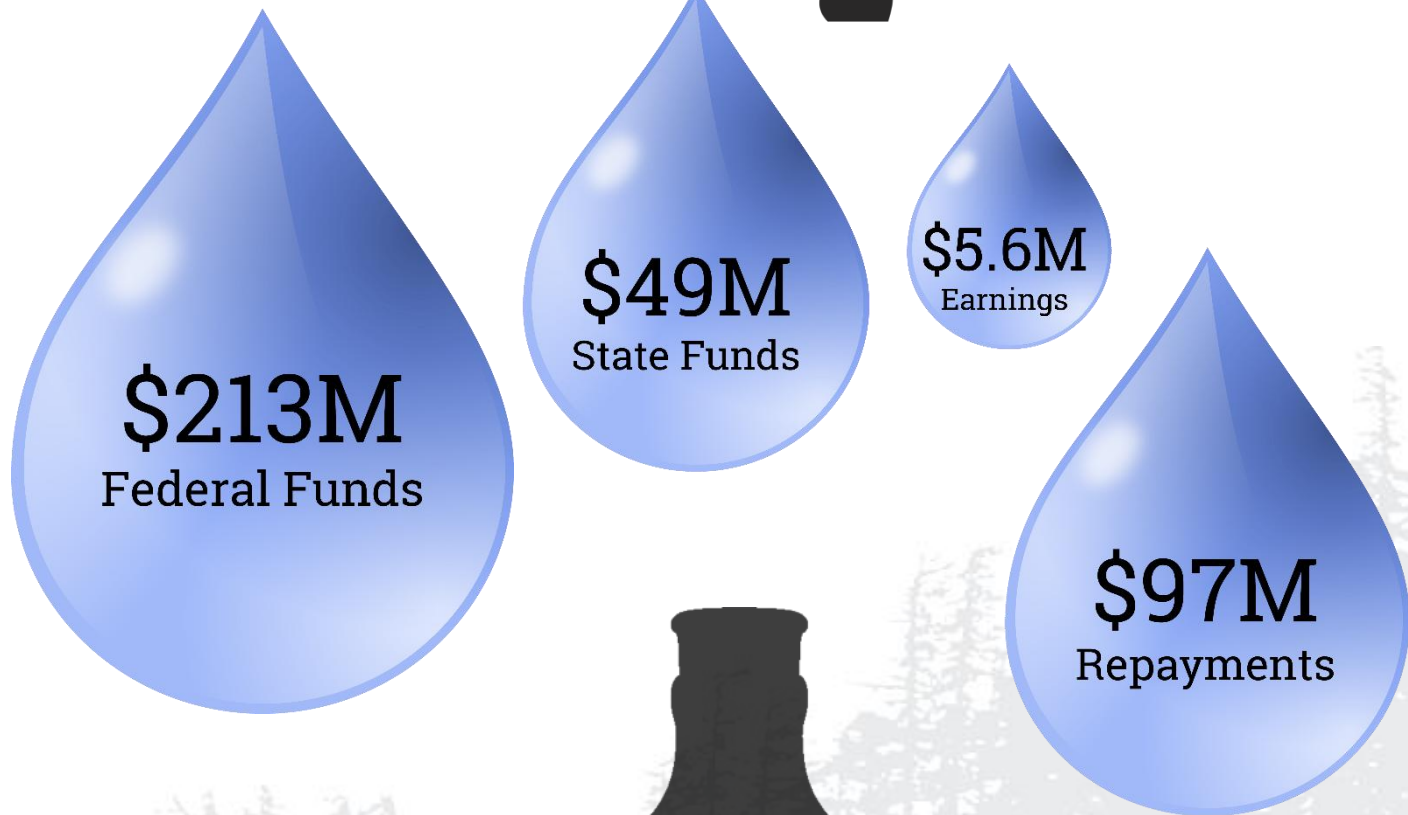 $213M
Federal Funds
$49M
State Funds
$5.6M
Earnings
$97M
Repayments